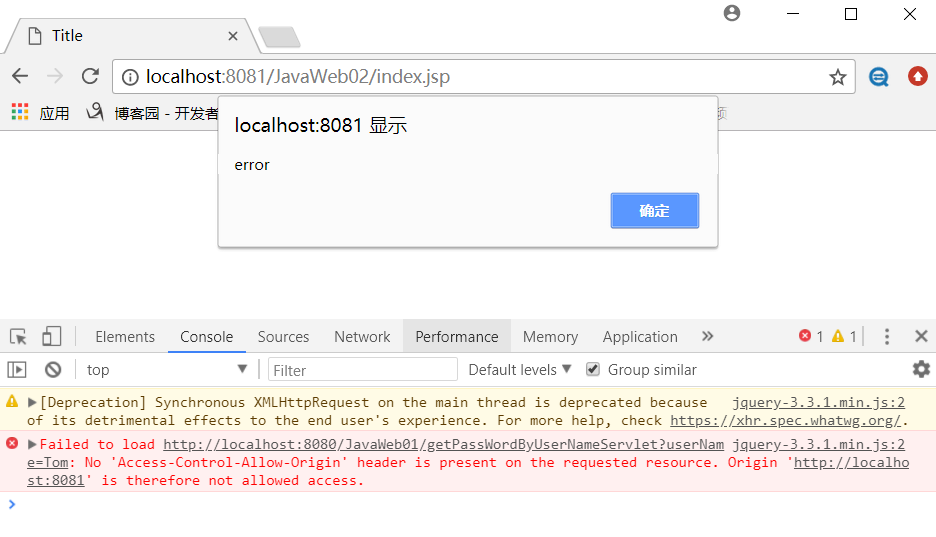 Title
localhost:8081/JavaWeb02/index.jsp
应用 博客园 - 开发者
localhost:8081 显示
error
确定
Elements Console Sources Network Performance Memory Application » 1 1
top Filter Default levels Group similar
[Deprecation] Synchronous XMLHttpRequest on the main thread is deprecated because jquery-3.3.1.min.js:2
of its detrimental effects to the end user's experience. For more help, check https://xhr.spec.whatwg.org/.
Failed to load http://localhost:8080/JavaWeb01/getPassWordByUserNameServlet?userNam jquery-3.3.1.min.js:2
e=Tom: No 'Access-Control-Allow-Origin' header is present on the requested resource. Origin 'http://localho
st:8081' is therefore not allowed access.